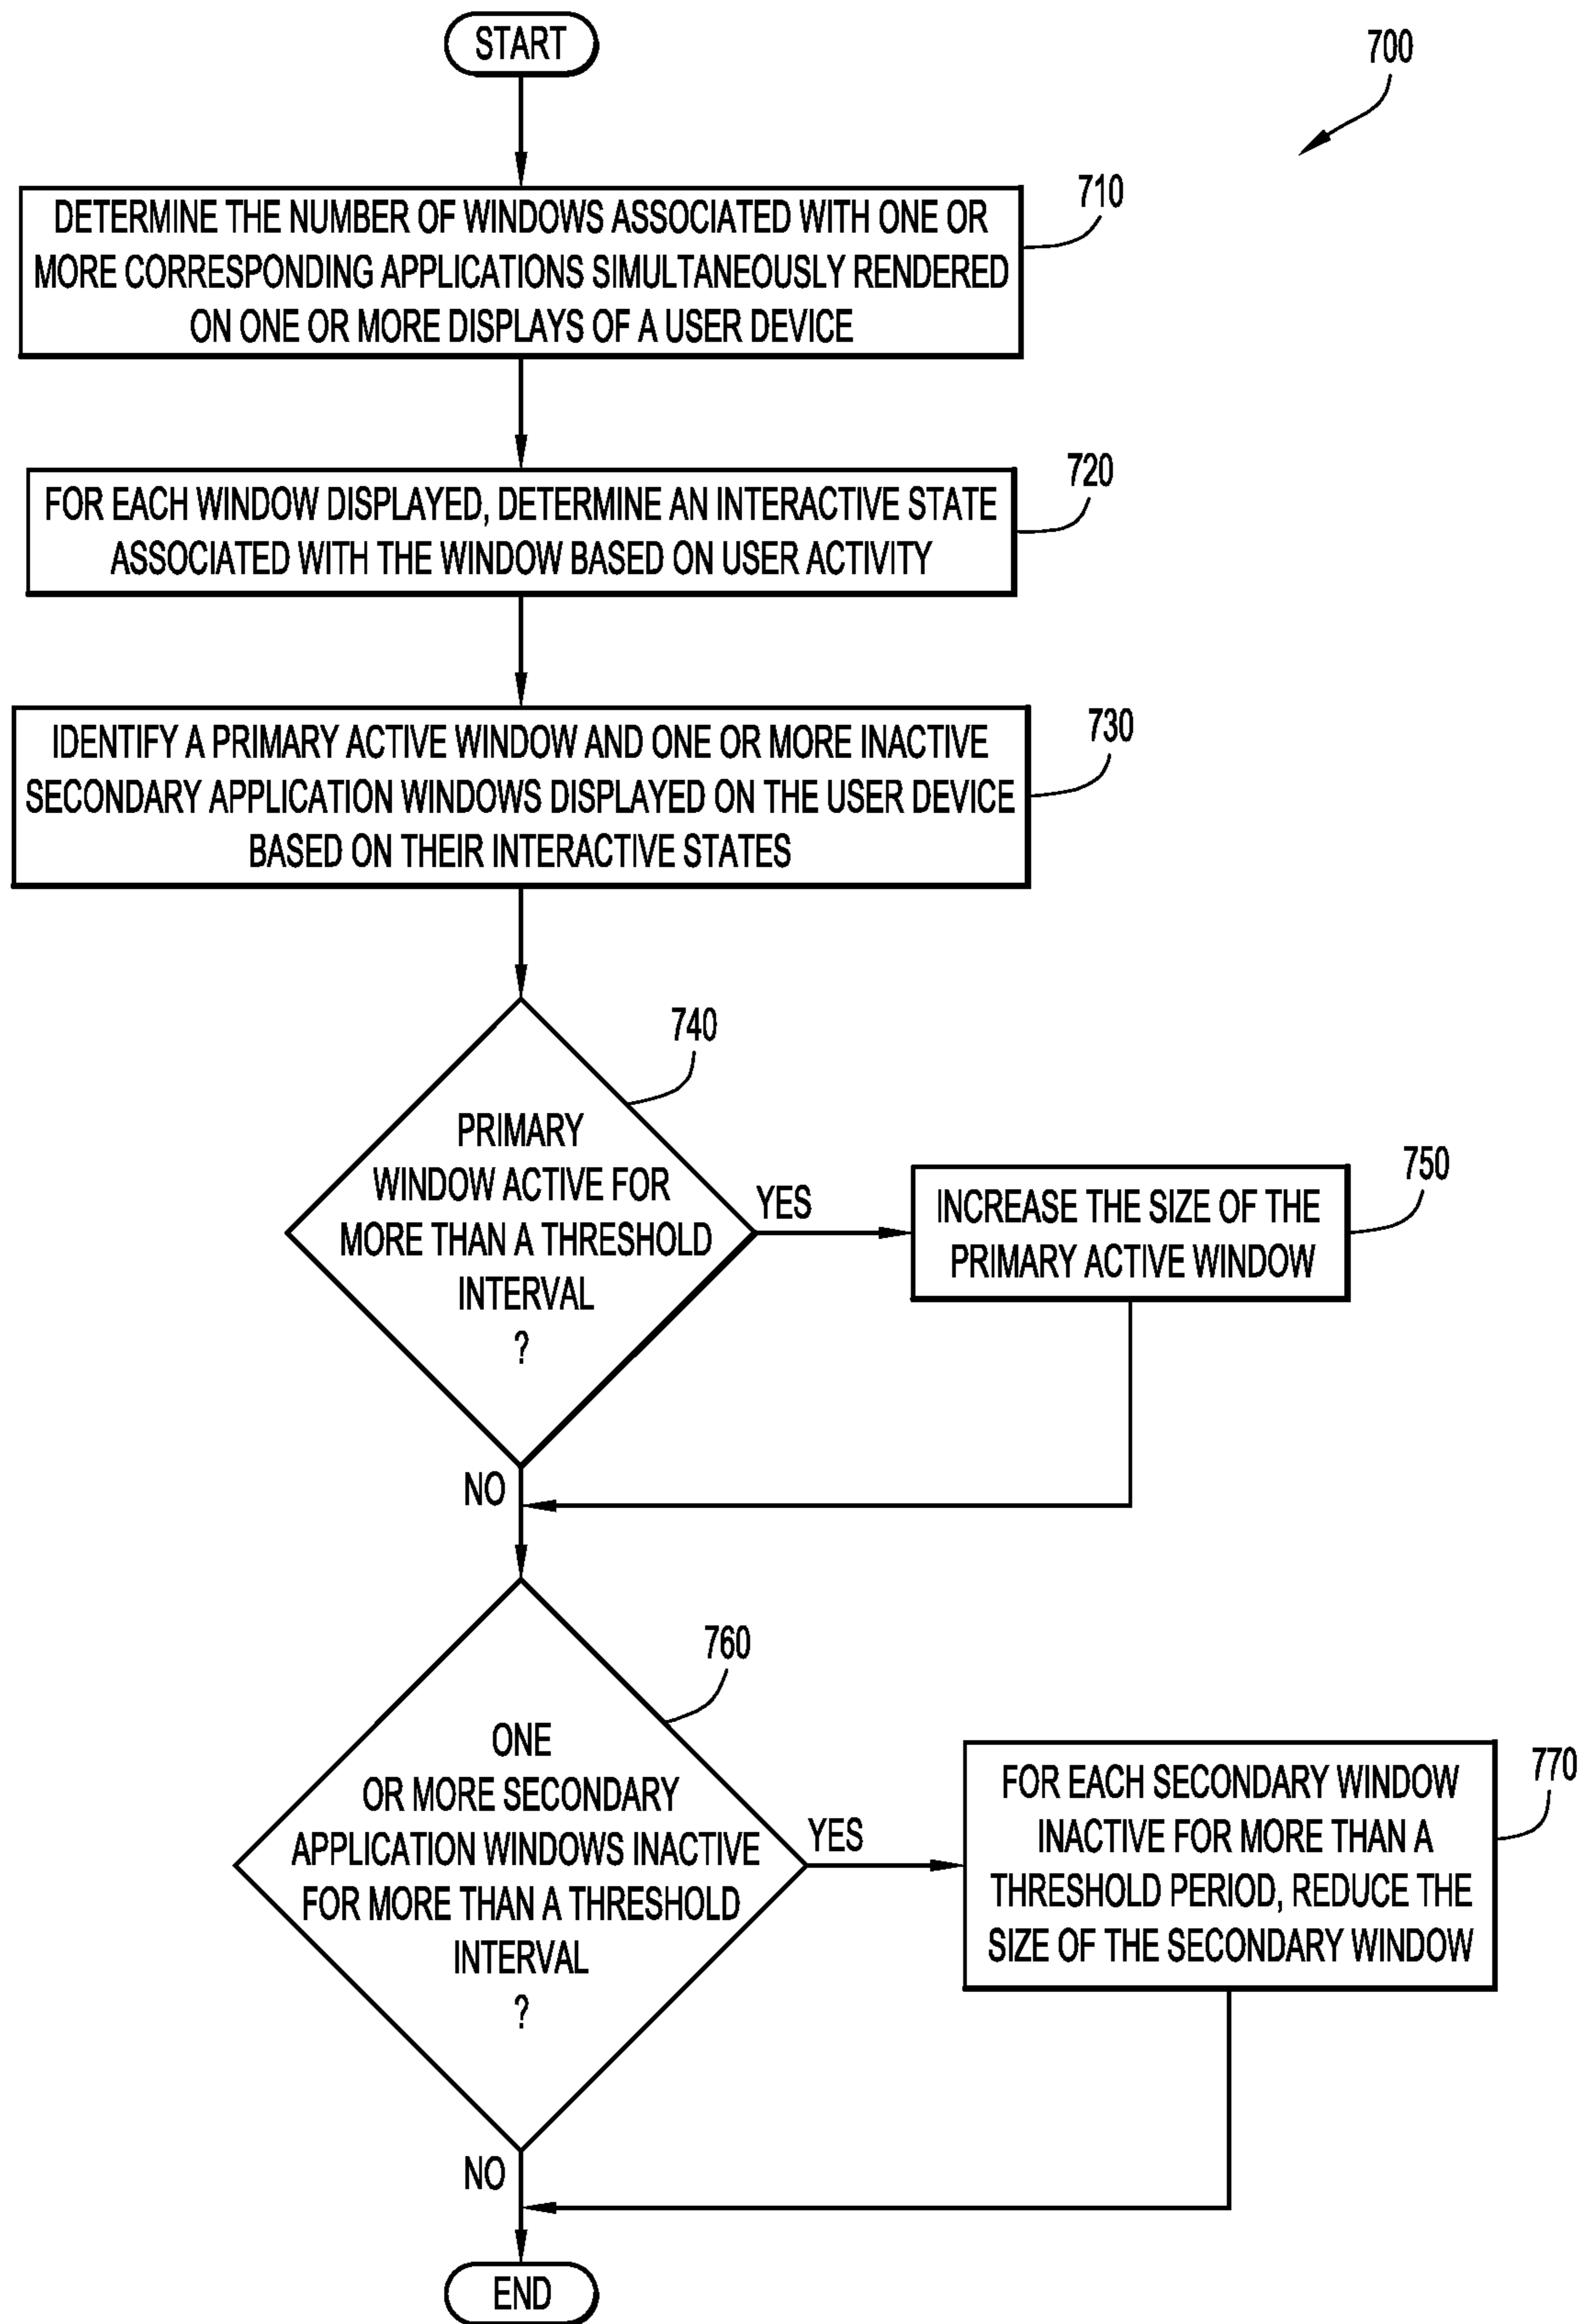 START
700
710
DETERMINE THE NUMBER OF WINDOWS ASSOCIATED WITH ONE OR
MORE CORRESPONDING APPLICATIONS SIMULTANEOUSLY RENDERED
ON ONE OR MORE DISPLAYS OF A USER DEVICE
720
FOR EACH WINDOW DISPLAYED, DETERMINE AN INTERACTIVE STATE
ASSOCIATED WITH THE WINDOW BASED ON USER ACTIVITY
730
IDENTIFY A PRIMARY ACTIVE WINDOW AND ONE OR MORE INACTIVE
SECONDARY APPLICATION WINDOWS DISPLAYED ON THE USER DEVICE
BASED ON THEIR INTERACTIVE STATES
740
PRIMARY
WINDOW ACTIVE FOR
MORE THAN A THRESHOLD
INTERVAL
?
YES
750
INCREASE THE SIZE OF THE
PRIMARY ACTIVE WINDOW
NO
760
ONE
OR MORE SECONDARY
APPLICATION WINDOWS INACTIVE
FOR MORE THAN A THRESHOLD
INTERVAL
?
YES
770
FOR EACH SECONDARY WINDOW
INACTIVE FOR MORE THAN A
THRESHOLD PERIOD, REDUCE THE
SIZE OF THE SECONDARY WINDOW
NO
END